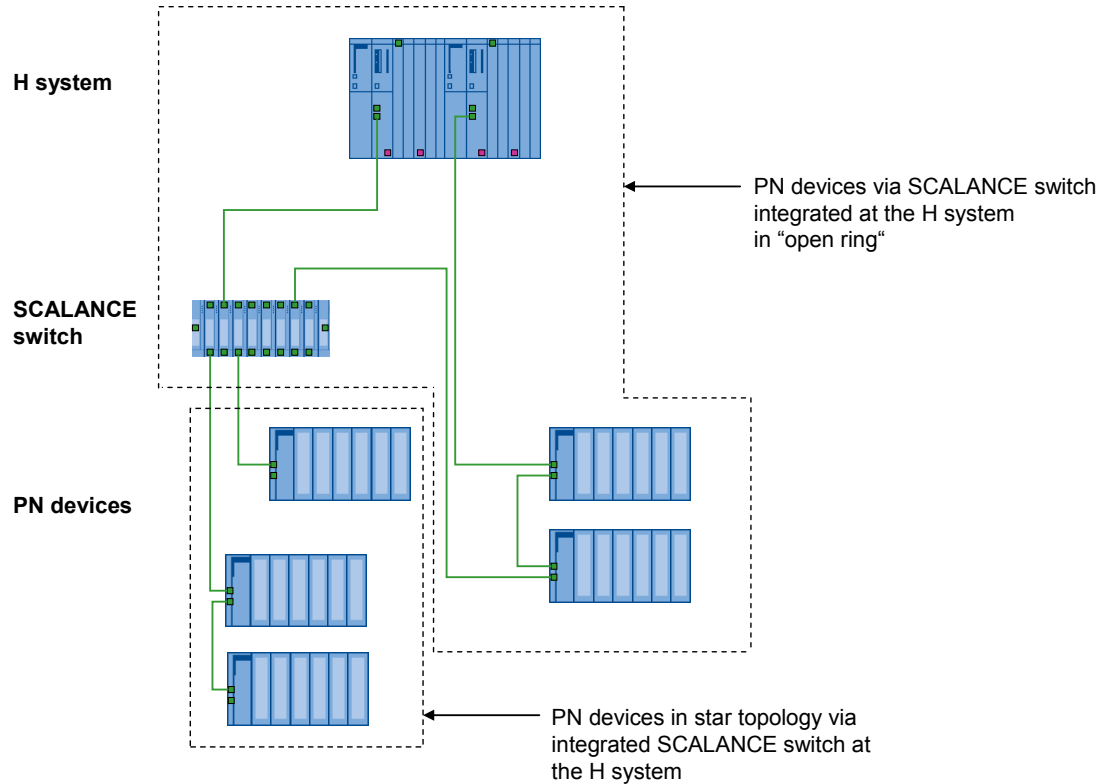 H system
PN devices via SCALANCE switch
integrated at the H system
in “open ring“
SCALANCE
switch
PN devices
PN devices in star topology via
integrated SCALANCE switch at
the H system